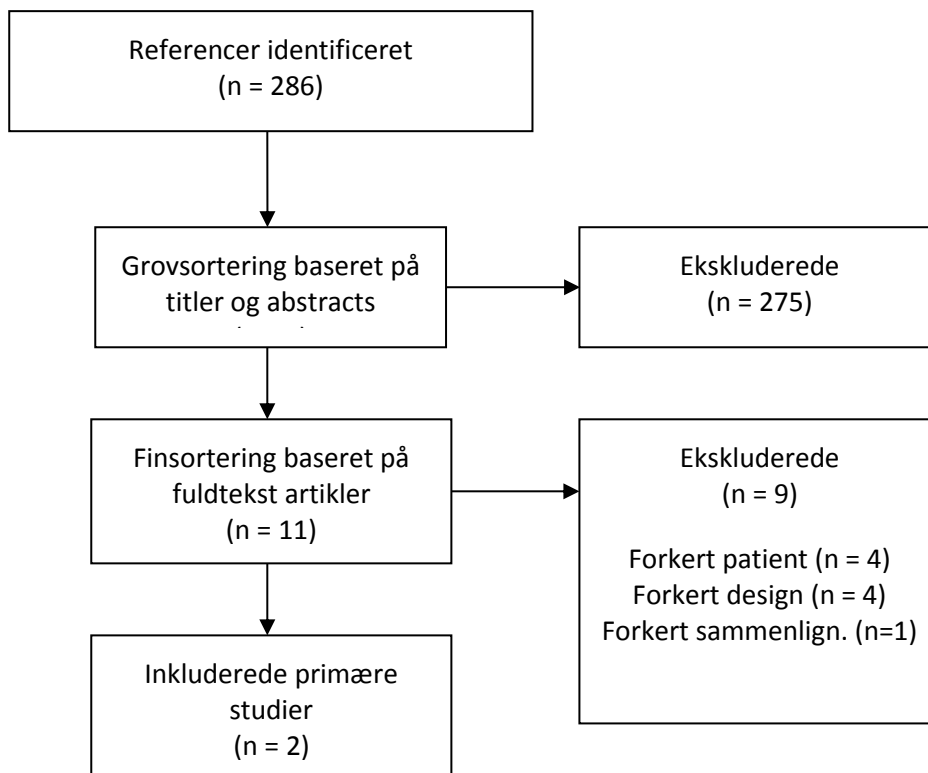 Referencer identificeret
(n = 286)
Grovsortering baseret på
titler og abstracts
Ekskluderede
(n = 275)
Finsortering baseret på
fuldtekst artikler
(n = 11)
Ekskluderede
(n = 9)
Forkert patient (n = 4)
Forkert design (n = 4)
Forkert sammenlign. (n=1)
Inkluderede primære
studier
(n = 2)